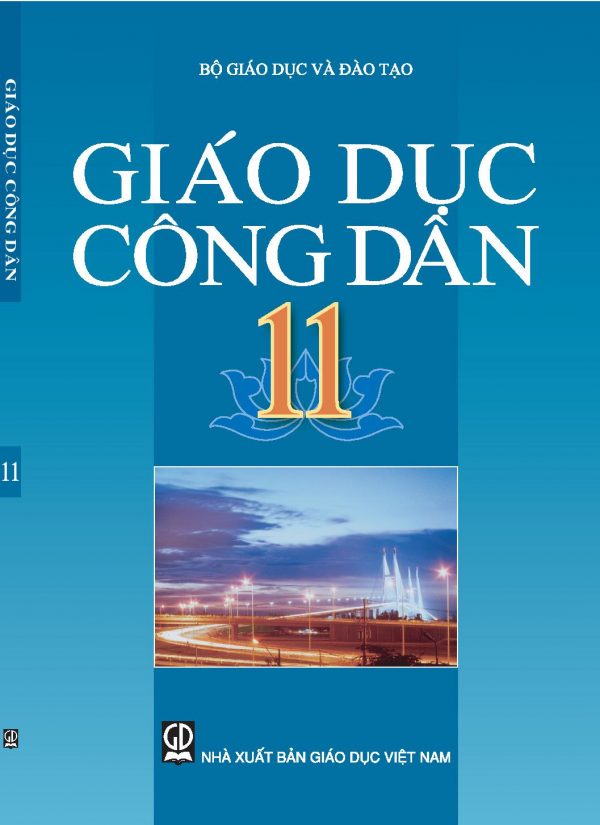 GIÁO DỤC CÔNG DÂN
11
BỘ GIÁO DỤC VÀ ĐÀO TẠO
GIÁO DỤC
CÔNG DÂN
11
GD
NHÀ XUẤT BẢN GIÁO DỤC VIỆT NAM
GD